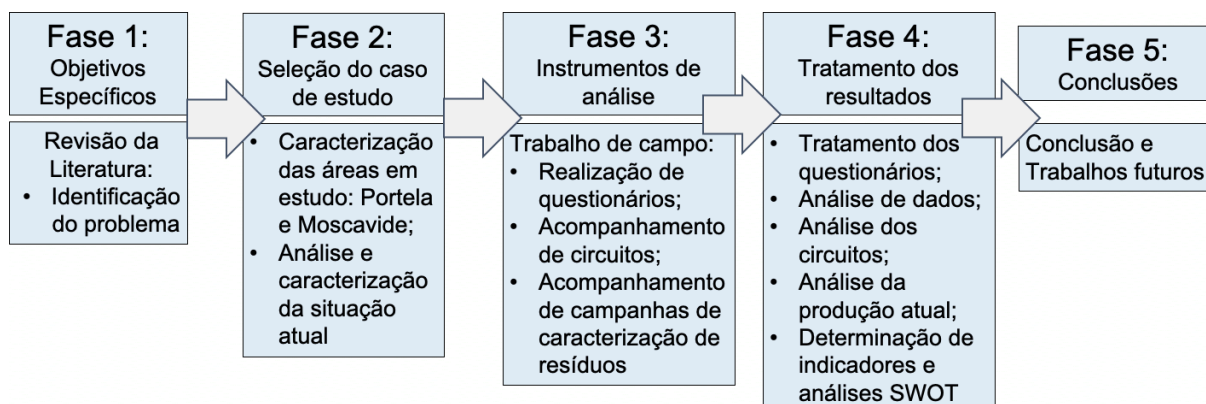 Fase 1:
Objetivos
Específicos
Revisão da
Literatura:
• Identificação
do problema
Fase 2:
Seleção do caso
de estudo
• Caracterização
das áreas em
estudo: Portela
e Moscavide;
• Análise e
caracterização
da situação
atual
Fase 3:
Instrumentos de
análise
Trabalho de campo:
• Realização de
questionários;
• Acompanhamento
de circuitos;
• Acompanhamento
de campanhas de
caracterização de
resíduos
Fase 4:
Tratamento dos
resultados
• Tratamento dos
questionários;
• Análise de dados;
• Análise dos
circuitos;
• Análise da
produção atual;
• Determinação de
indicadores e
análises SWOT
Fase 5:
Conclusões
Conclusão e
Trabalhos futuros